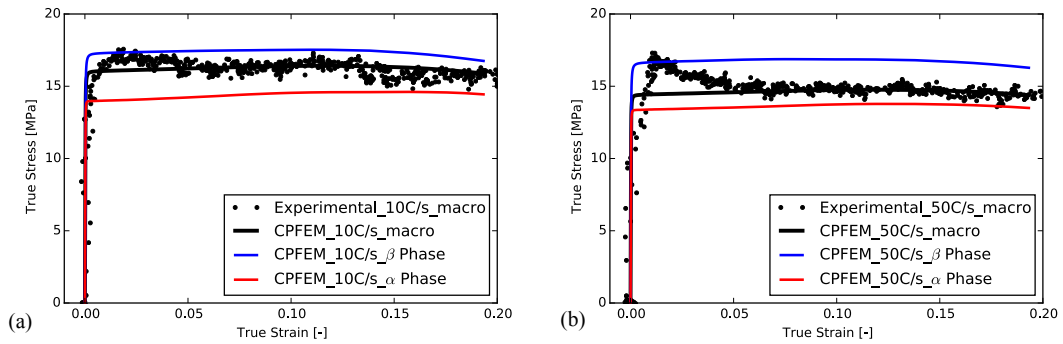 20
15
10
5
0
True Stress [MPa]
Experimental_10C/s_macro
CPFEM_10C/s_macro
CPFEM_10C/s_β Phase
CPFEM_10C/s_α Phase
0.00 0.05 0.10 0.15 0.20
True Strain [-]
(a)
20
15
10
5
0
True Stress [MPa]
Experimental_50C/s_macro
CPFEM_50C/s_macro
CPFEM_50C/s_β Phase
CPFEM_50C/s_α Phase
0.00 0.05 0.10 0.15 0.20
True Strain [-]
(b)